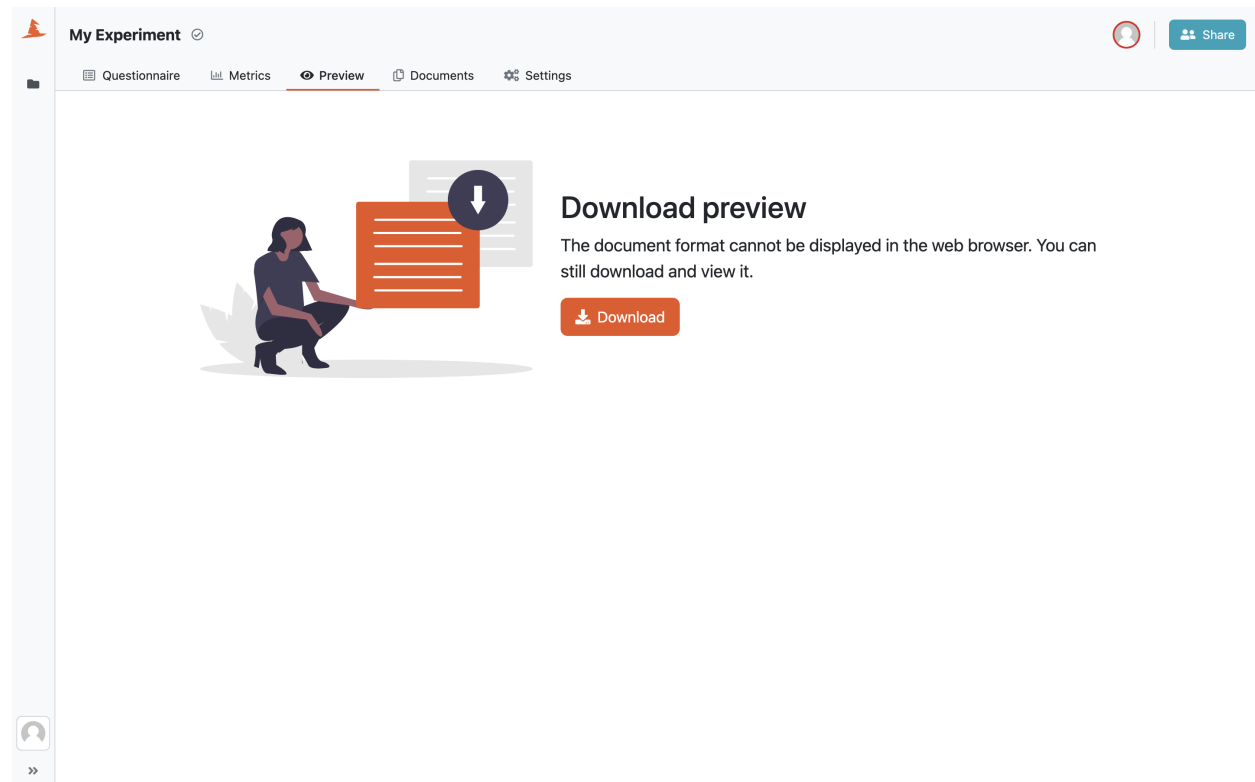 My Experiment
Share
Questionnaire
Metrics
Preview
Documents
Settings
Download preview
The document format cannot be displayed in the web browser. You can
still download and view it.
Download